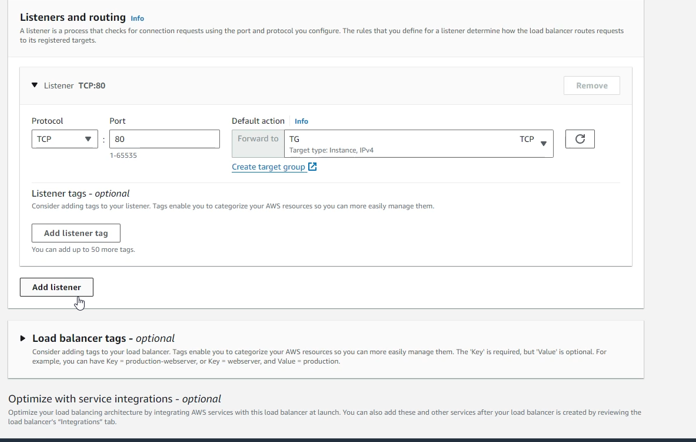 Listeners and routing Info
A listener is a process that checks for connection requests using the port and protocol you configure. The rules that you define for a listener determine how the load balancer routes requests
to its registered targets.
Listener TCP:80
Remove
Protocol Port Default action Info
TCP : 80 Forward to TG TCP
Target type: Instance, IPv4
1-65535
Create target group
Listener tags - optional
Consider adding tags to your listener. Tags enable you to categorize your AWS resources so you can more easily manage them.
Add listener tag
You can add up to 50 more tags.
Add listener
Load balancer tags - optional
Consider adding tags to your load balancer. Tags enable you to categorize your AWS resources so you can more easily manage them. The 'Key' is required, but 'Value' is optional. For
example, you can have Key = production-webserver, or Key = webserver, and Value = production.
Optimize with service integrations - optional
Optimize your load balancing architecture by integrating AWS services with this load balancer at launch. You can also add these and other services after your load balancer is created by reviewing the
load balancer's "Integrations" tab.